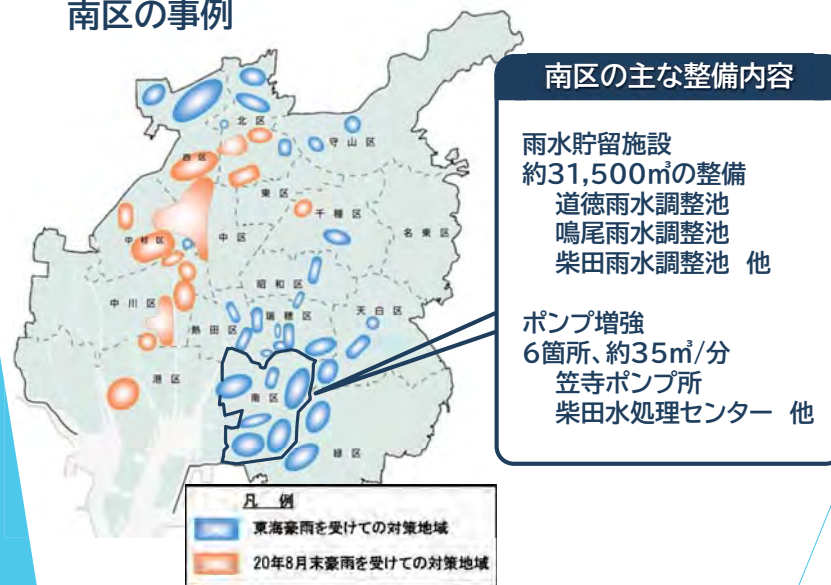 南区の事例
南区の主な整備内容
雨水貯留施設
約31,500㎥の整備
道徳雨水調整池
鳴尾雨水調整池
柴田雨水調整池 他
ポンプ増強
6箇所、約35㎥/分
笠寺ポンプ所
柴田水処理センター 他
北区
守山区
西区
東区
千種区
名東区
中村区
中区
昭和区
中川区
瑞穂区
天白区
熱田区
港区
南区
緑区
凡 例
東海豪雨を受けての対策地域
20年8月末豪雨を受けての対策地域